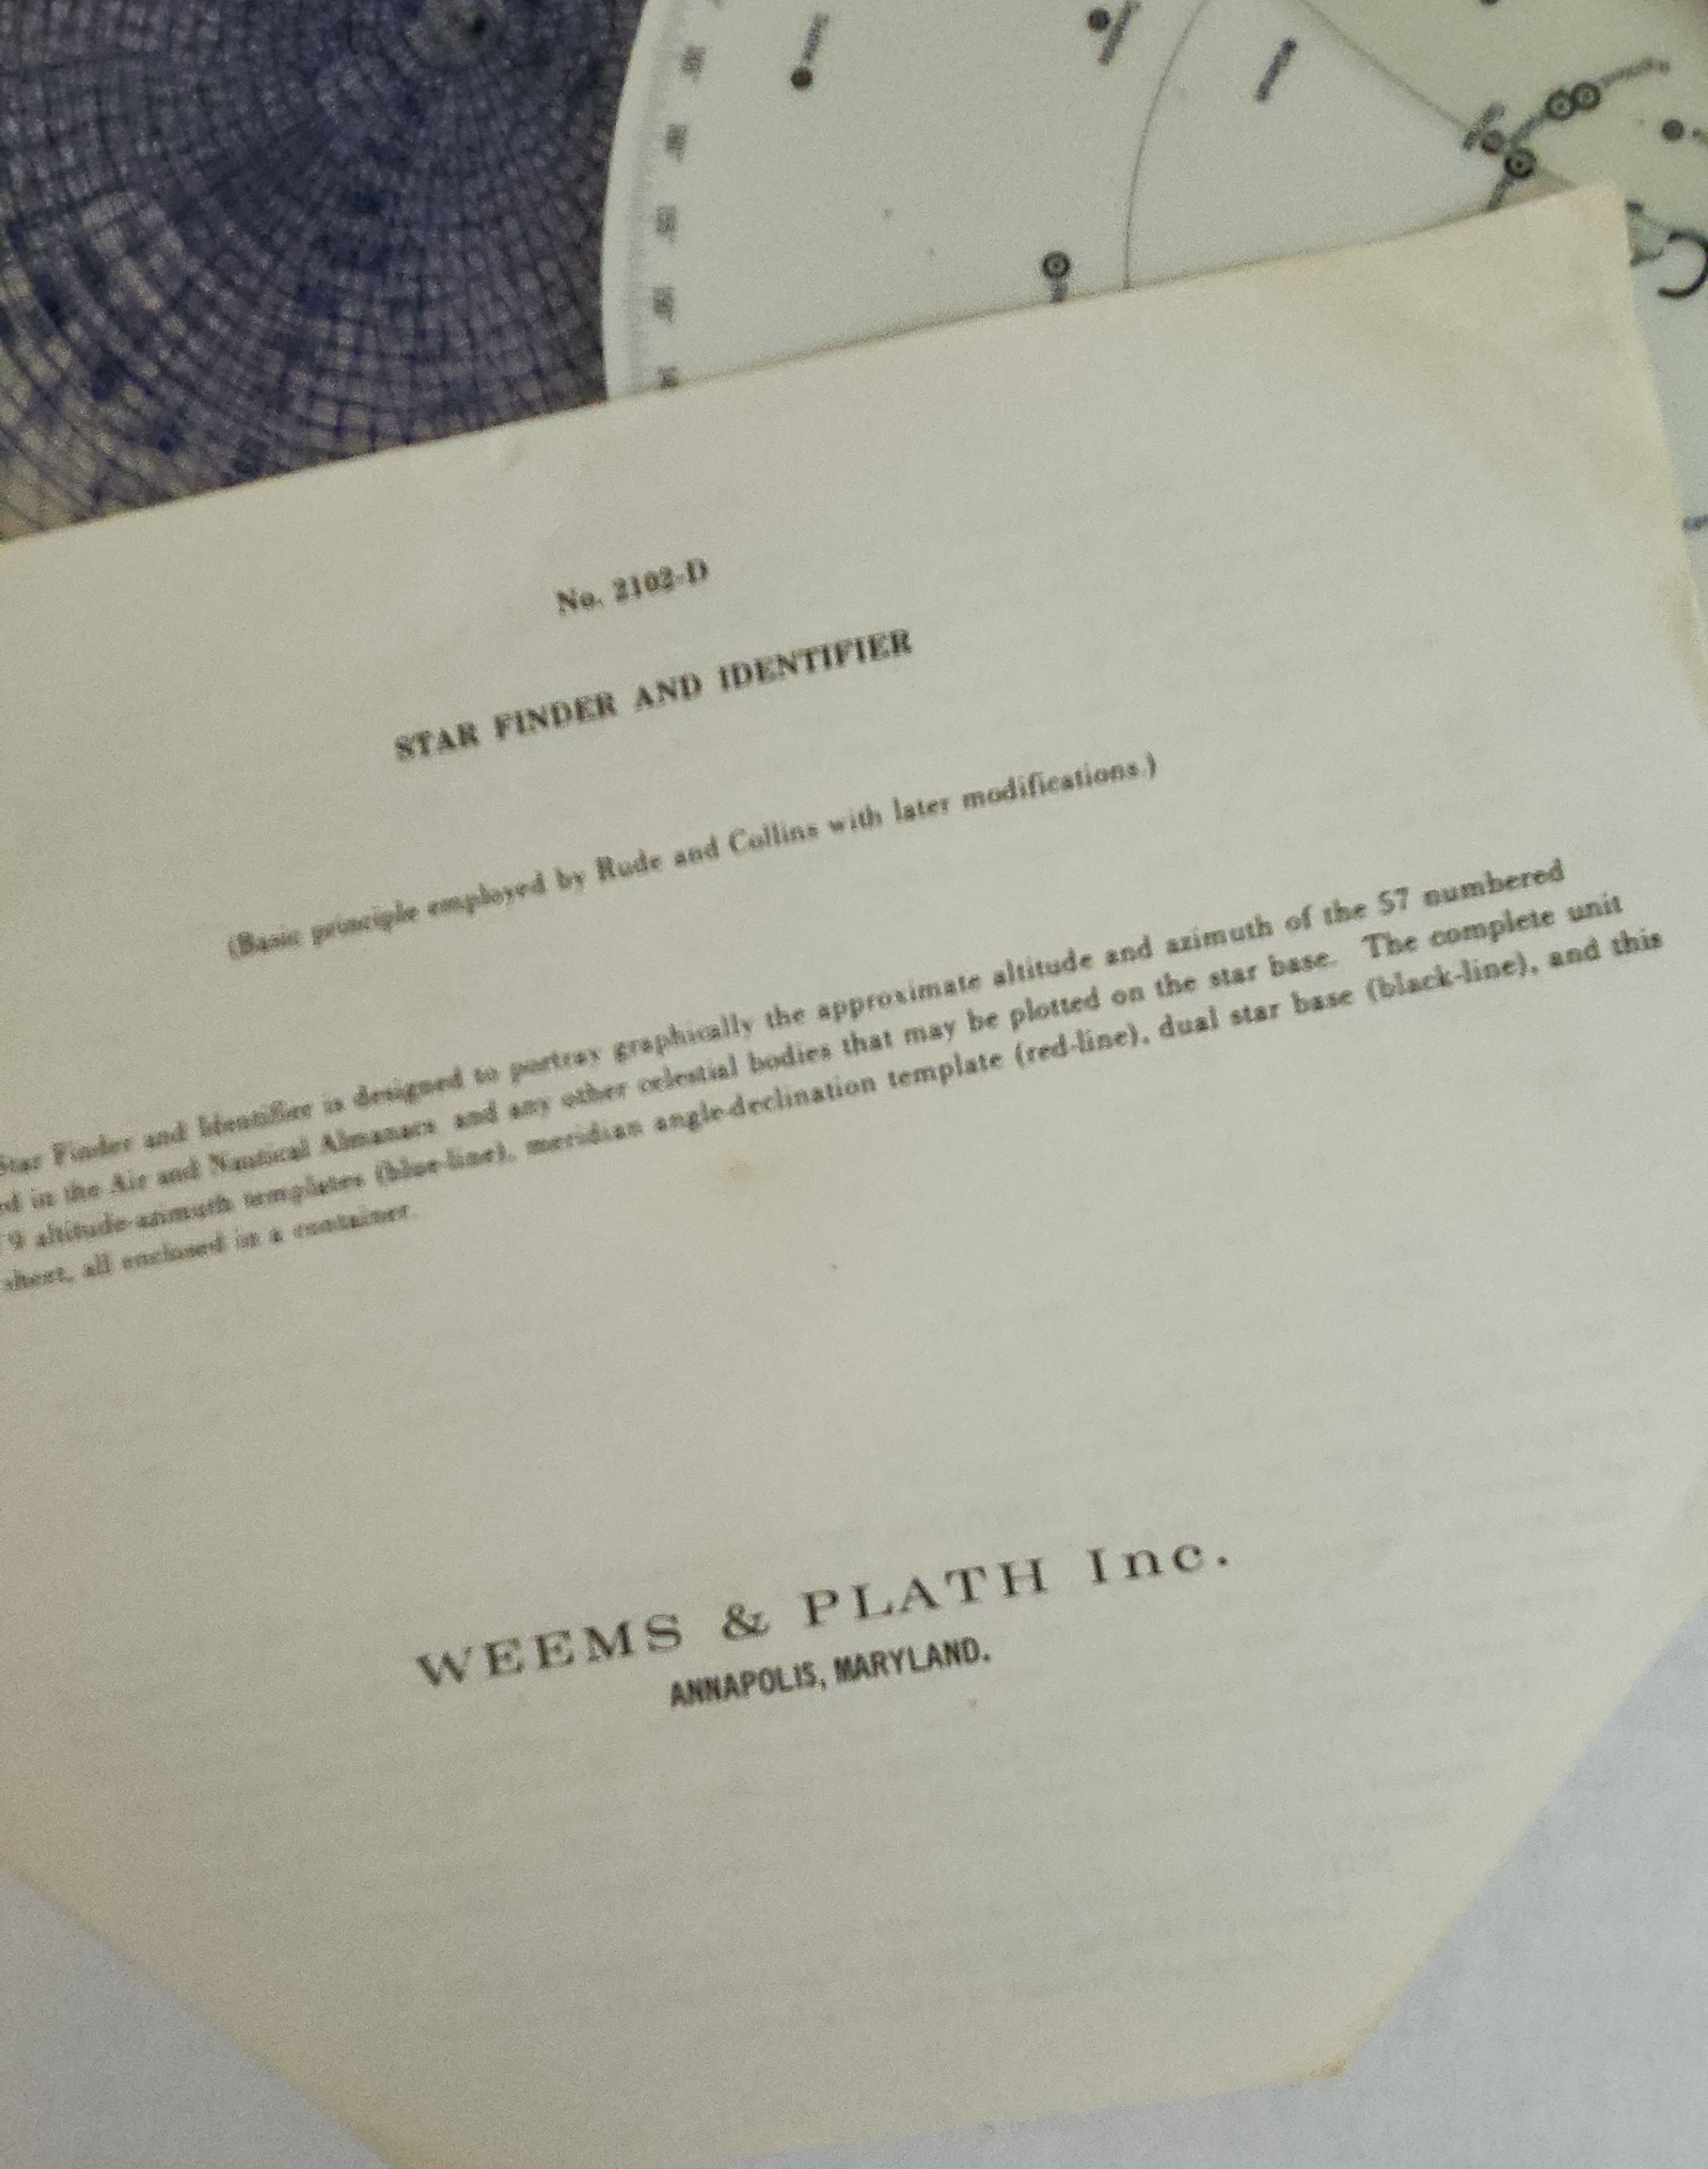 No. 2102-D
STAR FINDER AND IDENTIFIER
(Basic principle employed by Rude and Collins with later modifications.)
Star Finder and Identifier is designed to portray graphically the approximate altitude and azimuth of the 57 numbered
ed in the Air and Nautical Almanacs and any other celestial bodies that may be plotted on the star base. The complete unit
9 altitude-azimuth templates (blue-line), meridian angle-declination template (red-line), dual star base (black-line), and this
sheet, all enclosed in a container.
WEEMS & PLATH Inc.
ANNAPOLIS, MARYLAND.